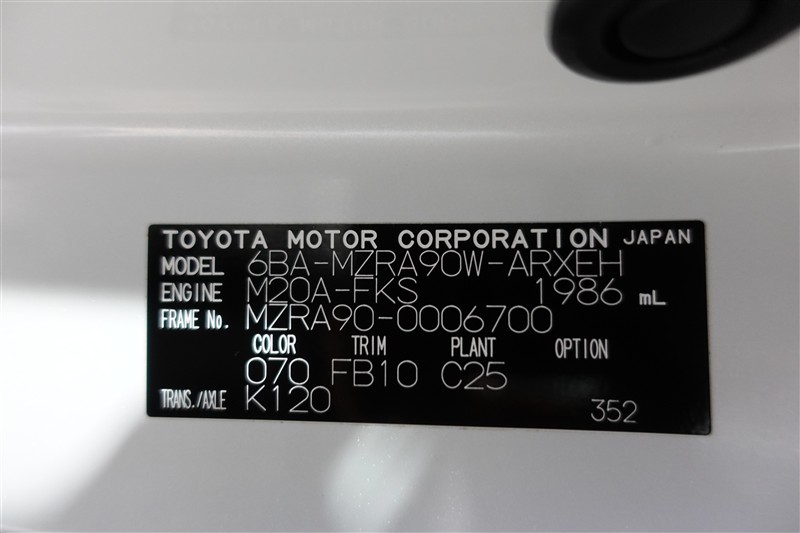 TOYOTA MOTOR CORPORATION JAPAN
MODEL 6BA-MZRA90W-ARXEH
ENGINE M20A-FKS 1986 mL
FRAME No. MZRA90-0006700
COLOR TRIM PLANT OPTION
070 FB10 C25
TRANS./AXLE K120 352